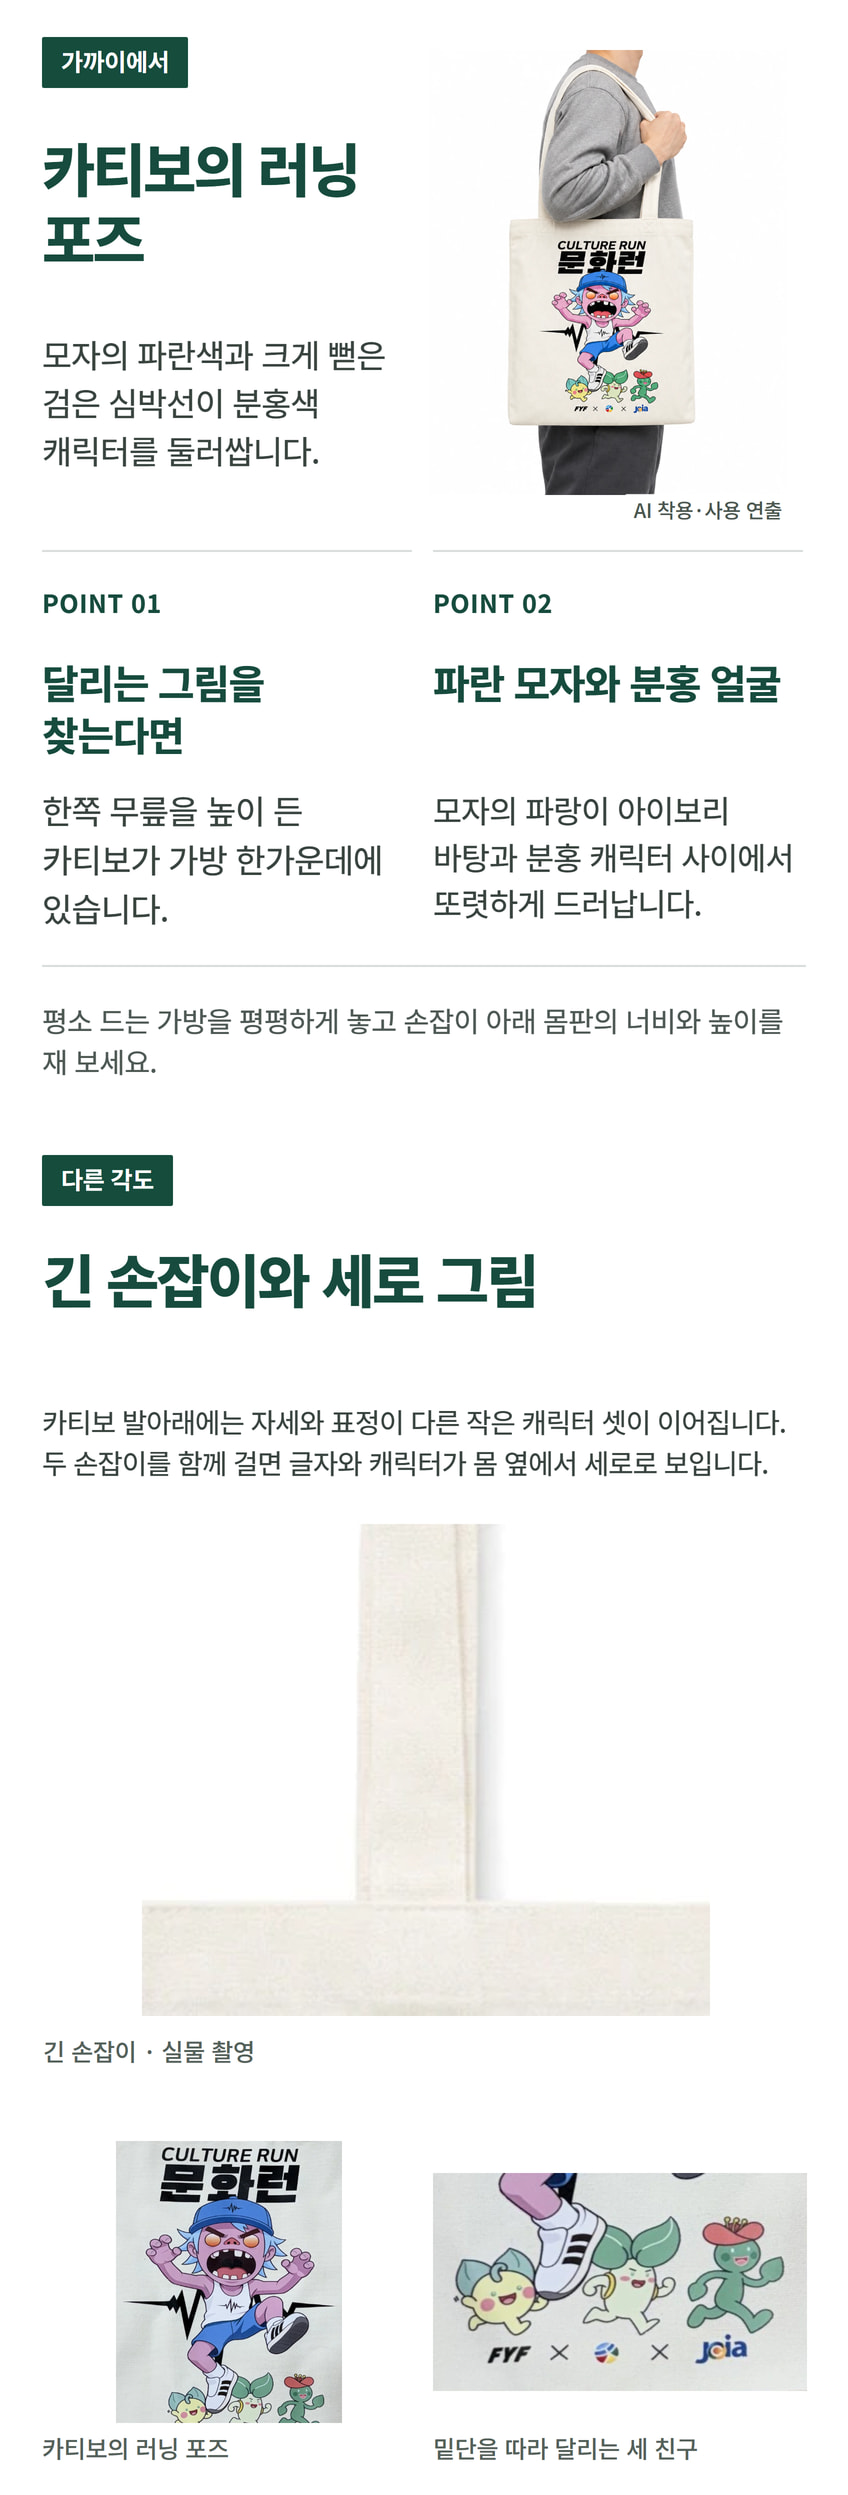 가까이에서
카티보의 러닝
포즈
모자의 파란색과 크게 뻗은
검은 심박선이 분홍색
캐릭터를 둘러쌉니다.
CULTURE RUN
문화런
FYF × × joia
AI 착용·사용 연출
POINT 01
달리는 그림을
찾는다면
한쪽 무릎을 높이 든
카티보가 가방 한가운데에
있습니다.
POINT 02
파란 모자와 분홍 얼굴
모자의 파랑이 아이보리
바탕과 분홍 캐릭터 사이에서
또렷하게 드러납니다.
평소 드는 가방을 평평하게 놓고 손잡이 아래 몸판의 너비와 높이를
재 보세요.
다른 각도
긴 손잡이와 세로 그림
카티보 발아래에는 자세와 표정이 다른 작은 캐릭터 셋이 이어집니다.
두 손잡이를 함께 걸면 글자와 캐릭터가 몸 옆에서 세로로 보입니다.
긴 손잡이 · 실물 촬영
CULTURE RUN
문화런
카티보의 러닝 포즈
FYF × × joia
밑단을 따라 달리는 세 친구